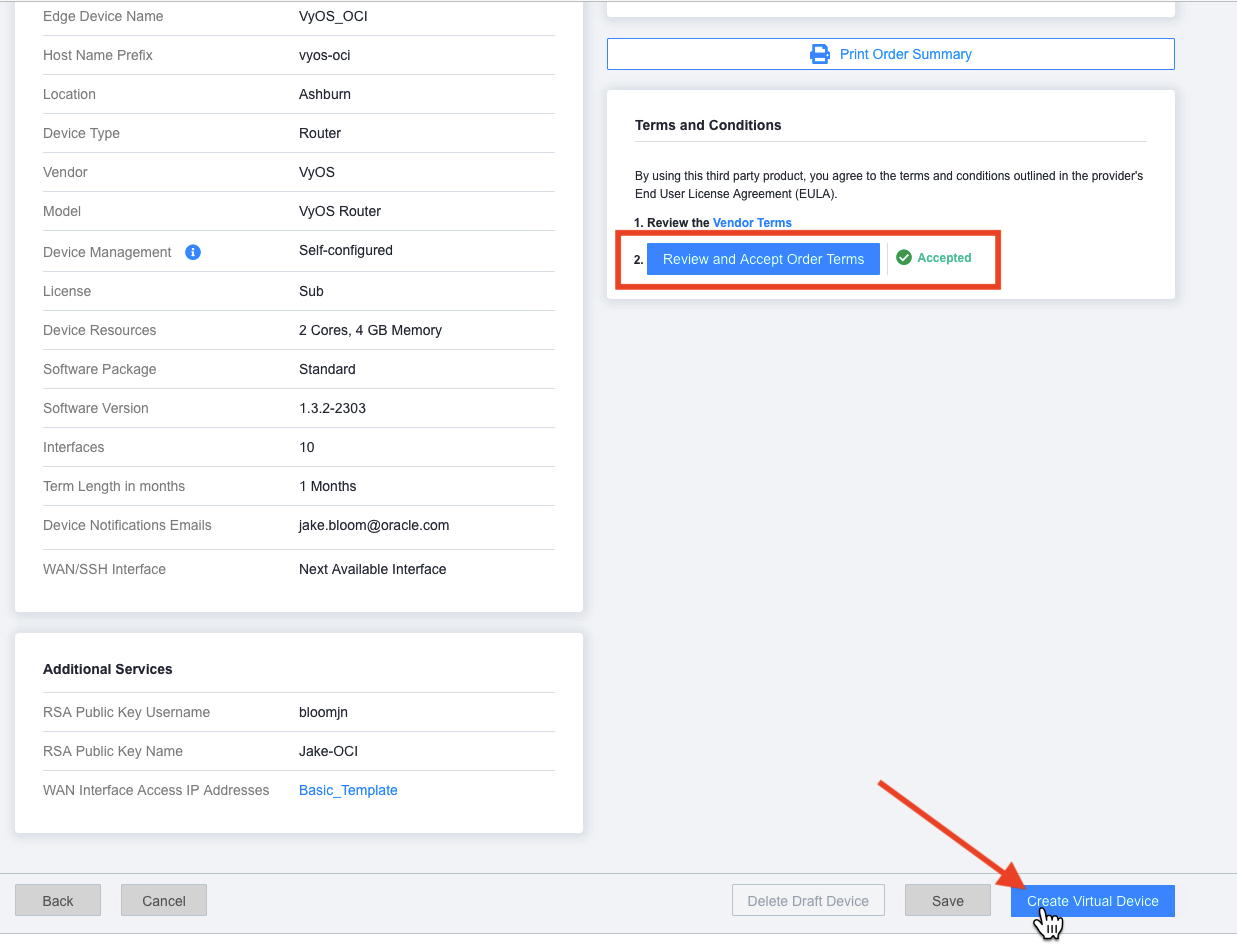 Edge Device Name VyOS_OCI
Host Name Prefix vyos-oci
Location Ashburn
Device Type Router
Vendor VyOS
Model VyOS Router
Device Management i Self-configured
License Sub
Device Resources 2 Cores, 4 GB Memory
Software Package Standard
Software Version 1.3.2-2303
Interfaces 10
Term Length in months 1 Months
Device Notifications Emails jake.bloom@oracle.com
WAN/SSH Interface Next Available Interface
Additional Services
RSA Public Key Username bloomjn
RSA Public Key Name Jake-OCI
WAN Interface Access IP Addresses Basic_Template
Print Order Summary
Terms and Conditions
By using this third party product, you agree to the terms and conditions outlined in the provider's
End User License Agreement (EULA).
1. Review the Vendor Terms
2. Review and Accept Order Terms Accepted
Back Cancel Delete Draft Device Save Create Virtual Device